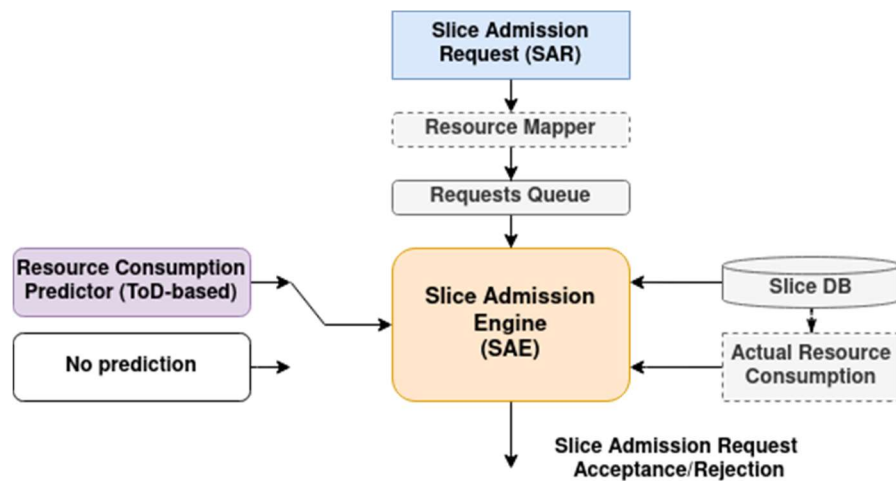 Slice Admission
Request (SAR)
Resource Mapper
Requests Queue
Resource Consumption
Predictor (ToD-based)
No prediction
Slice Admission
Engine
(SAE)
Slice DB
Actual Resource
Consumption
Slice Admission Request
Acceptance/Rejection